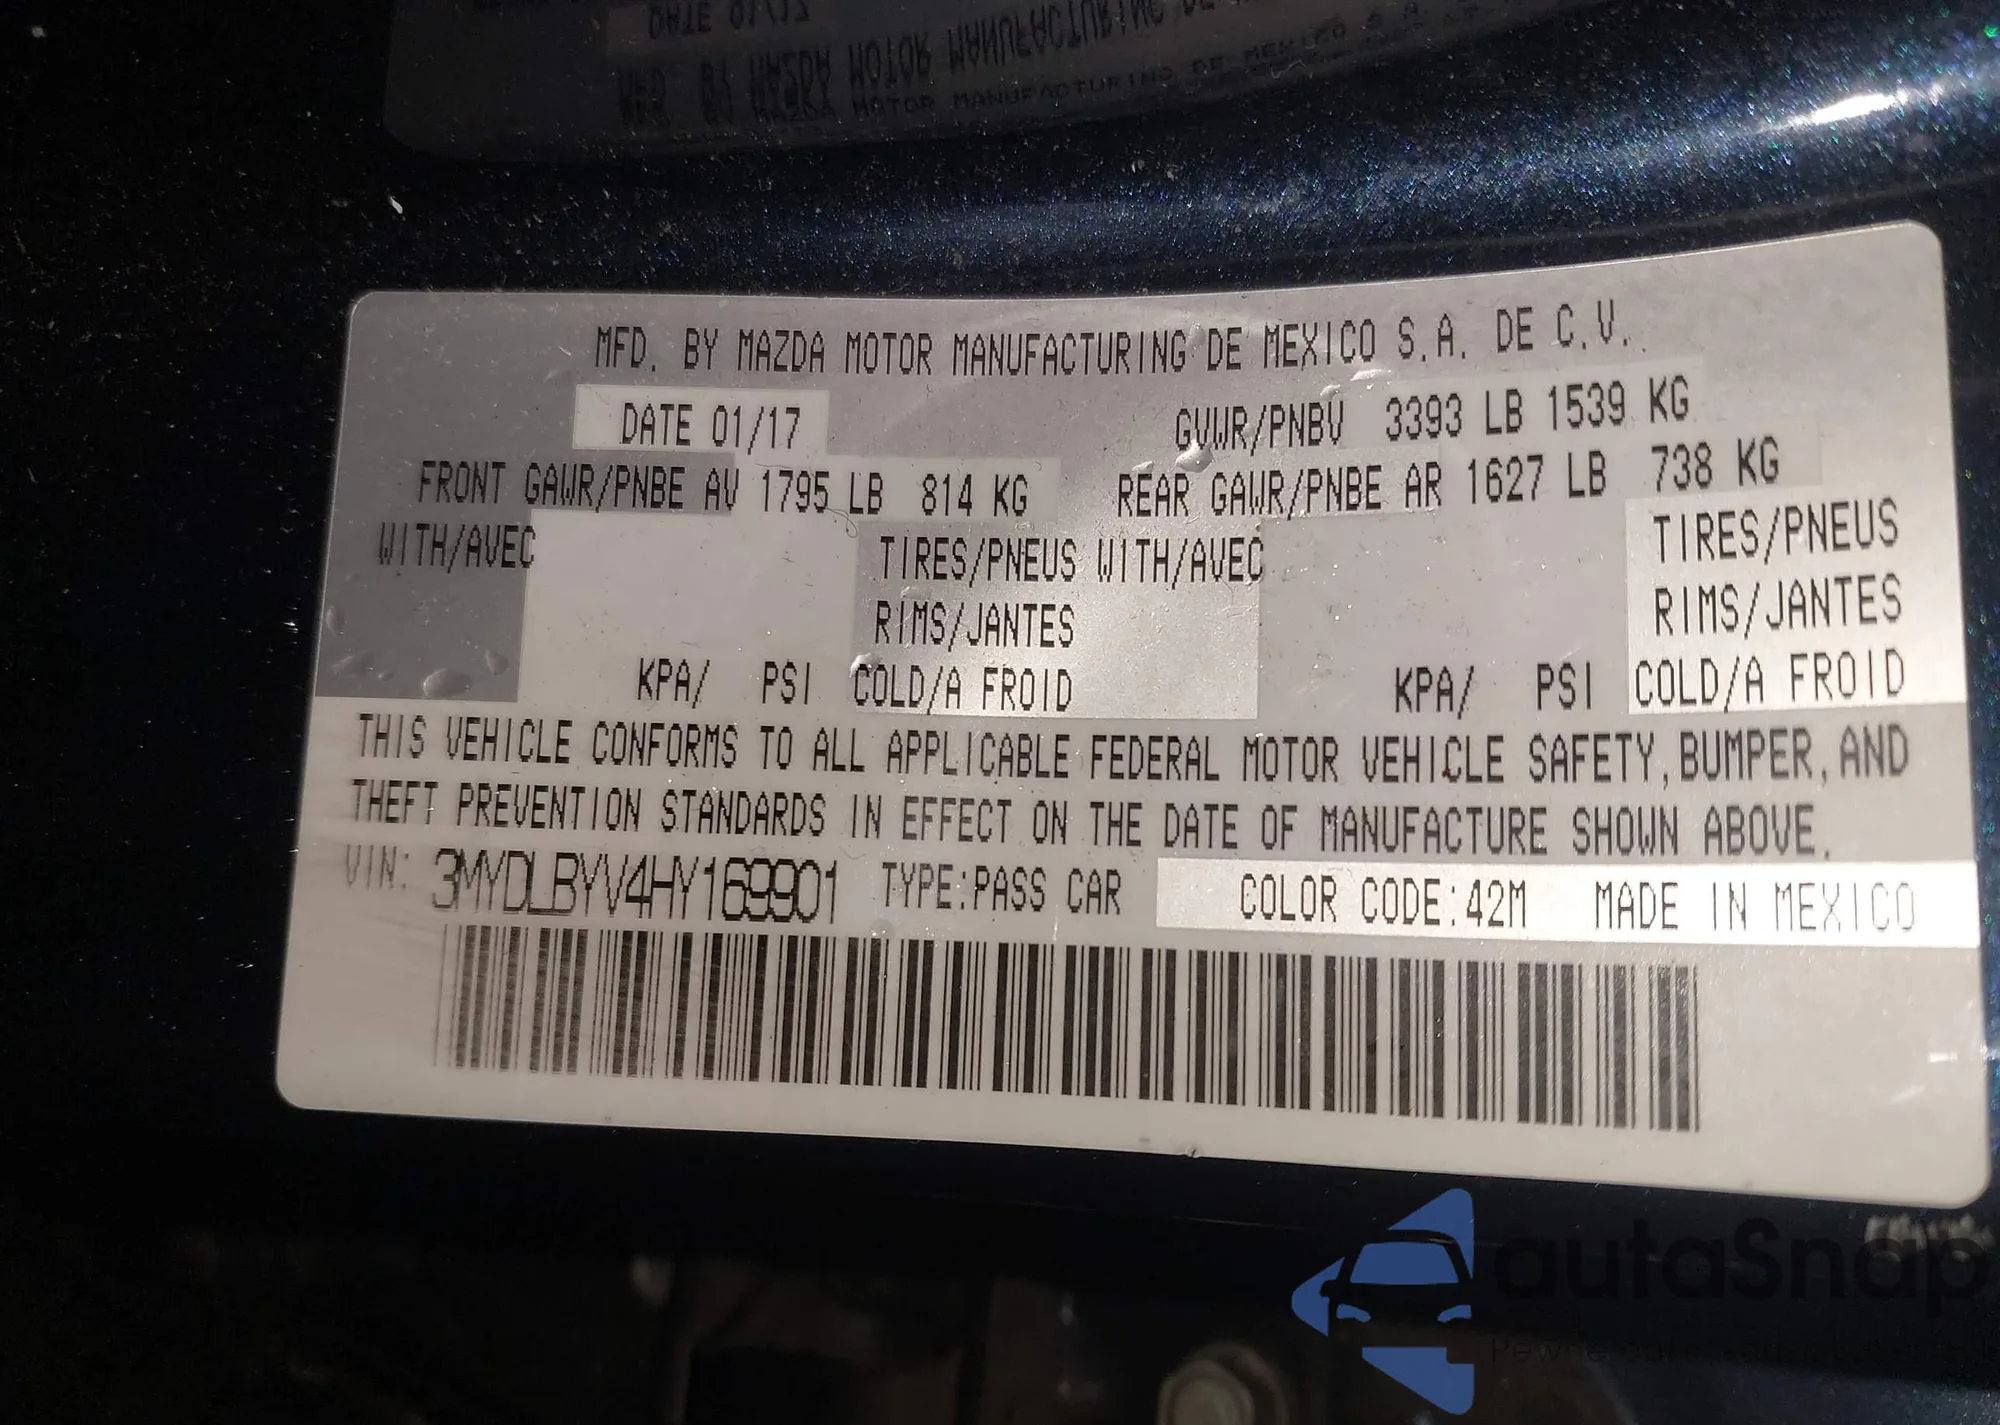 MFD. BY MAZDA MOTOR MANUFACTURING DE MEXICO S.A. DE C.V.
DATE 01/17 GVWR/PNBV 3393 LB 1539 KG
FRONT GAWR/PNBE AV 1795 LB 814 KG REAR GAWR/PNBE AR 1627 LB 738 KG
WITH/AVEC TIRES/PNEUS WITH/AVEC TIRES/PNEUS
RIMS/JANTES RIMS/JANTES
KPA/ PSI COLD/A FROID KPA/ PSI COLD/A FROID
THIS VEHICLE CONFORMS TO ALL APPLICABLE FEDERAL MOTOR VEHICLE SAFETY, BUMPER, AND
THEFT PREVENTION STANDARDS IN EFFECT ON THE DATE OF MANUFACTURE SHOWN ABOVE.
VIN: 3MYDLBYV4HY169901 TYPE:PASS CAR COLOR CODE:42M MADE IN MEXICO
autaSnap